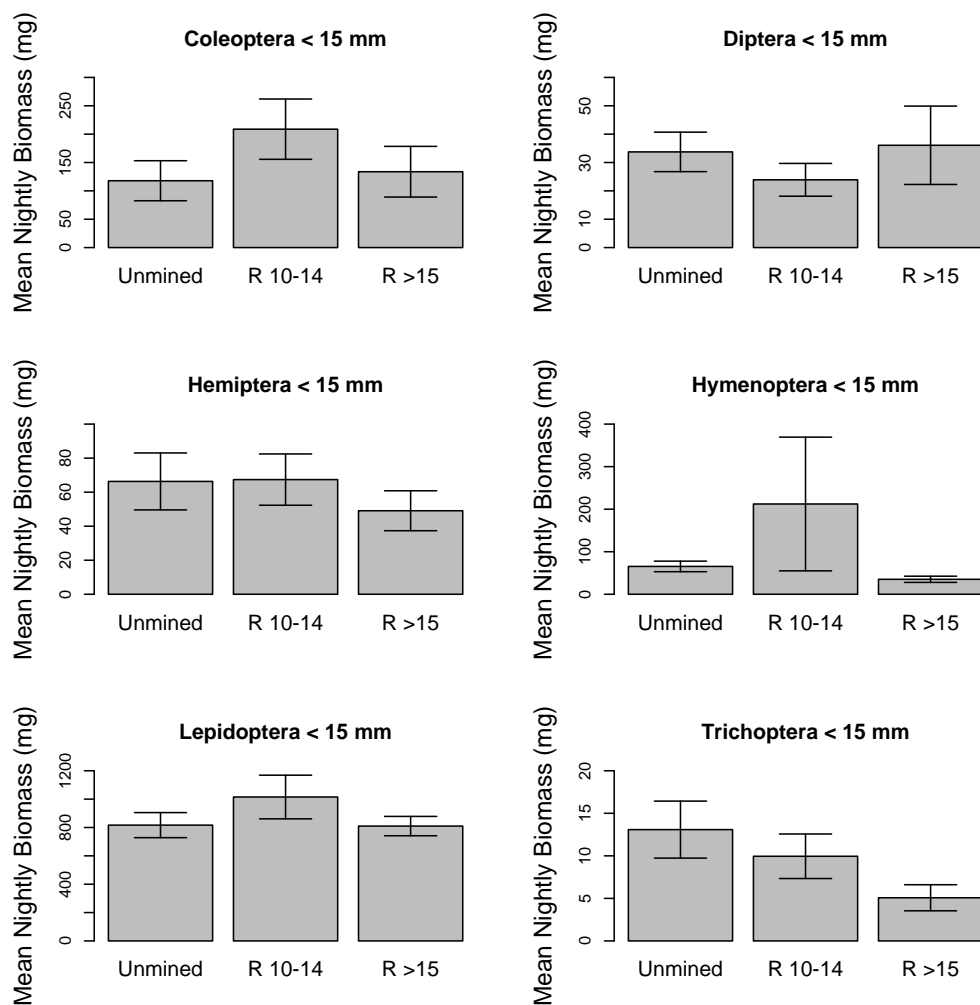 Coleoptera < 15 mm
Mean Nightly Biomass (mg)
0
50
150
250
Unmined
R 10-14
R >15
Diptera < 15 mm
Mean Nightly Biomass (mg)
0
10
30
50
Unmined
R 10-14
R >15
Hemiptera < 15 mm
Mean Nightly Biomass (mg)
0
20
40
60
80
Unmined
R 10-14
R >15
Hymenoptera < 15 mm
Mean Nightly Biomass (mg)
0
100
200
300
400
Unmined
R 10-14
R >15
Lepidoptera < 15 mm
Mean Nightly Biomass (mg)
0
400
800
1200
Unmined
R 10-14
R >15
Trichoptera < 15 mm
Mean Nightly Biomass (mg)
0
5
10
15
20
Unmined
R 10-14
R >15